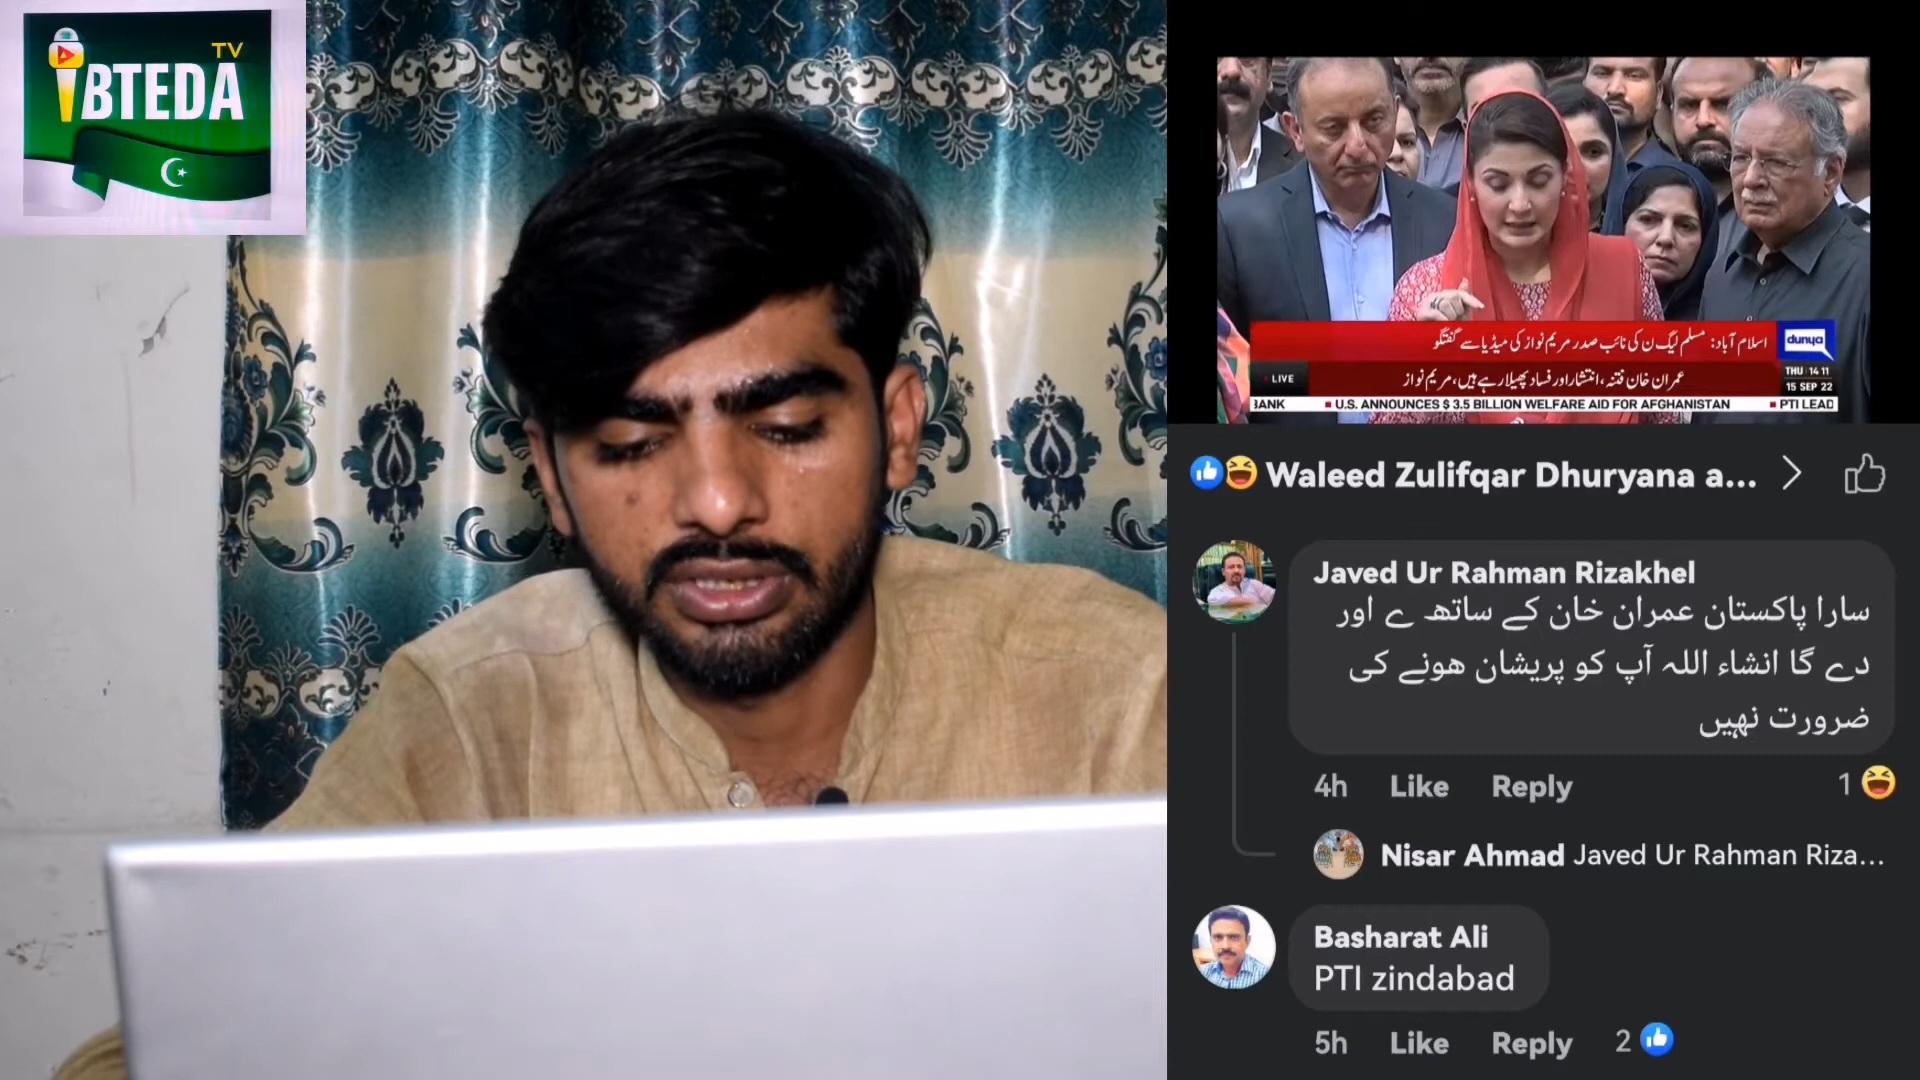 TV
iBTEDA
اسلام آباد: مسلم لیگ ن کی نائب صدر مریم نواز کی میڈیا سے گفتگو
dunya
LIVE
عمران خان فتنہ، انتشار اور فساد پھیلا رہے ہیں، مریم نواز
THU 14 11
15 SEP 22
BANK ■ U.S. ANNOUNCES $ 3.5 BILLION WELFARE AID FOR AFGHANISTAN ■ PTI LEAD
Waleed Zulifqar Dhuryana a...
Javed Ur Rahman Rizakhel
سارا پاکستان عمران خان کے ساتھ ے اور
دے گا انشاء اللہ آپ کو پریشان ھونے کی
ضرورت نہیں
4h Like Reply 1
Nisar Ahmad Javed Ur Rahman Riza...
Basharat Ali
PTI zindabad
5h Like Reply 2